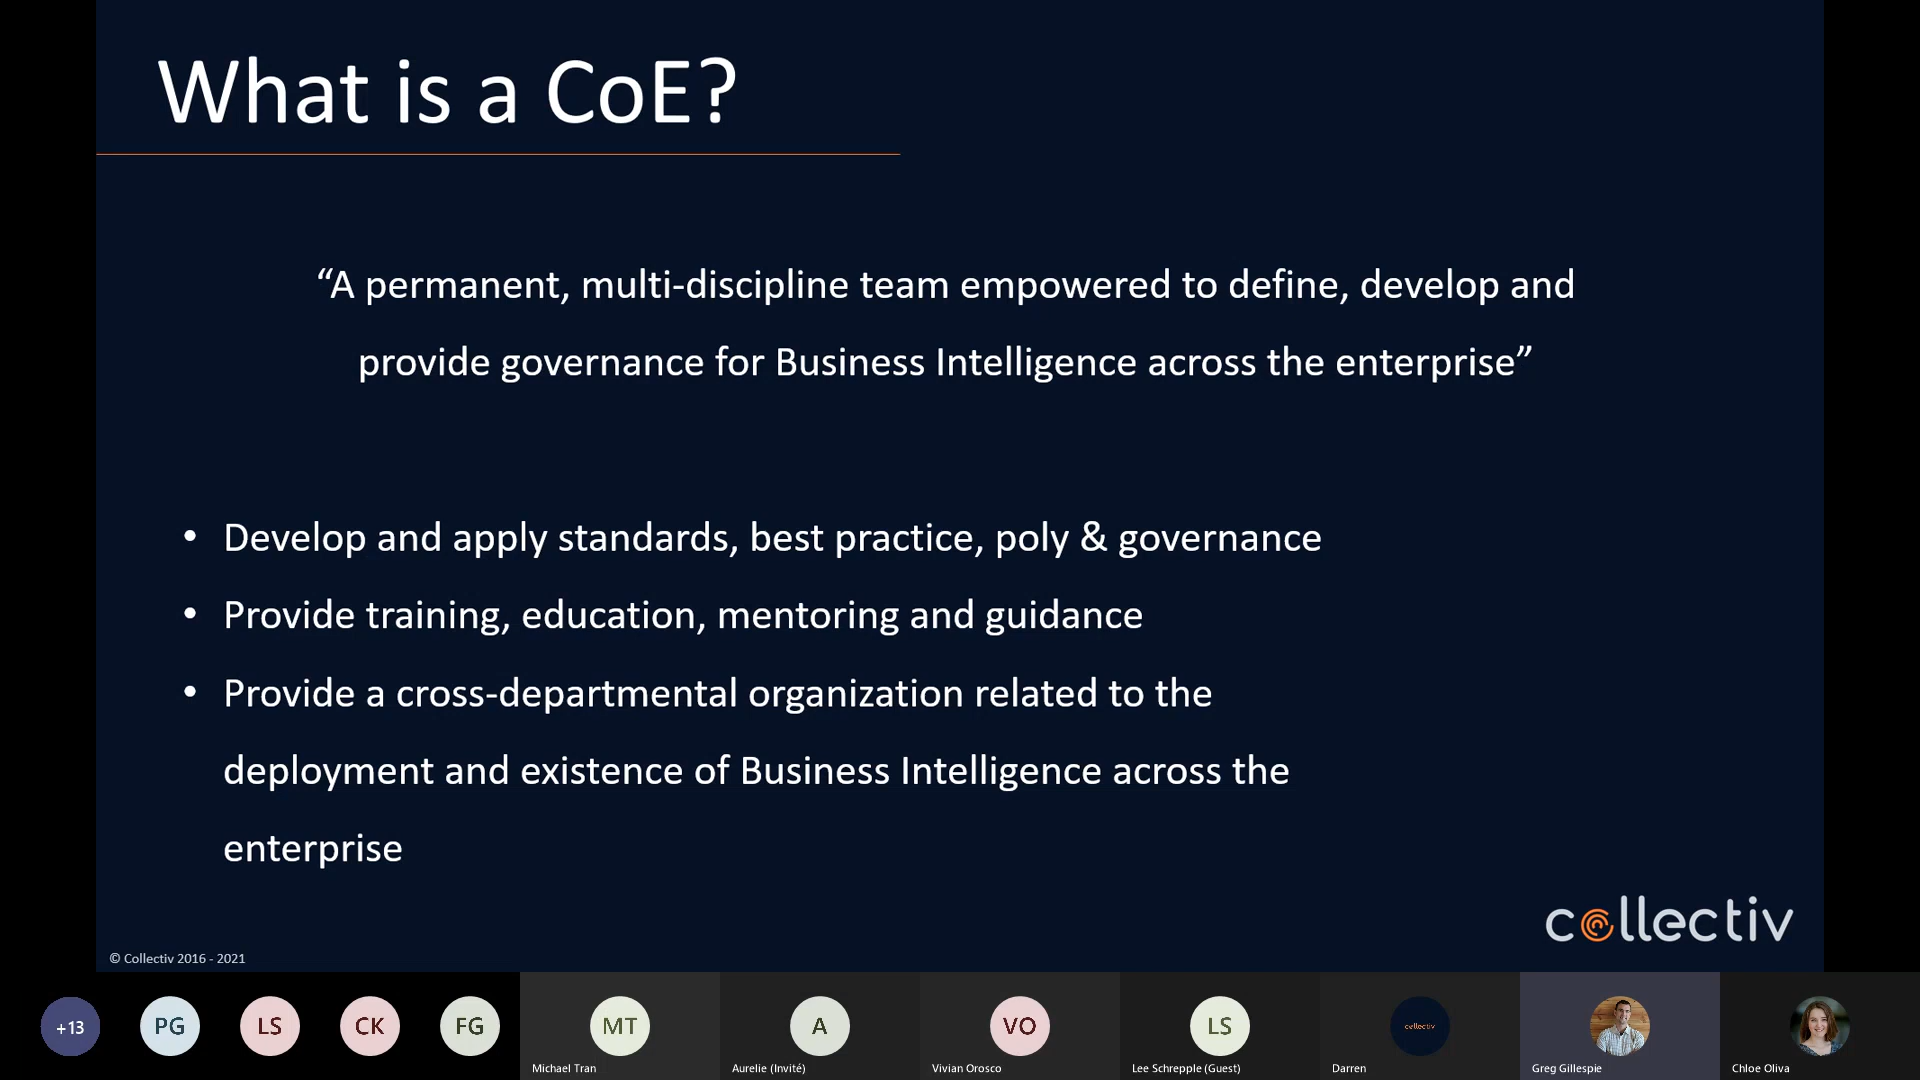 What is a CoE?
“A permanent, multi-discipline team empowered to define, develop and
provide governance for Business Intelligence across the enterprise”
• Develop and apply standards, best practice, poly & governance
• Provide training, education, mentoring and guidance
• Provide a cross-departmental organization related to the
deployment and existence of Business Intelligence across the
enterprise
collectiv
© Collectiv 2016 - 2021
+13
PG
LS
CK
FG
MT
A
VO
LS
collectiv
Michael Tran
Aurelie (Invité)
Vivian Orosco
Lee Schrepple (Guest)
Darren
Greg Gillespie
Chloe Oliva